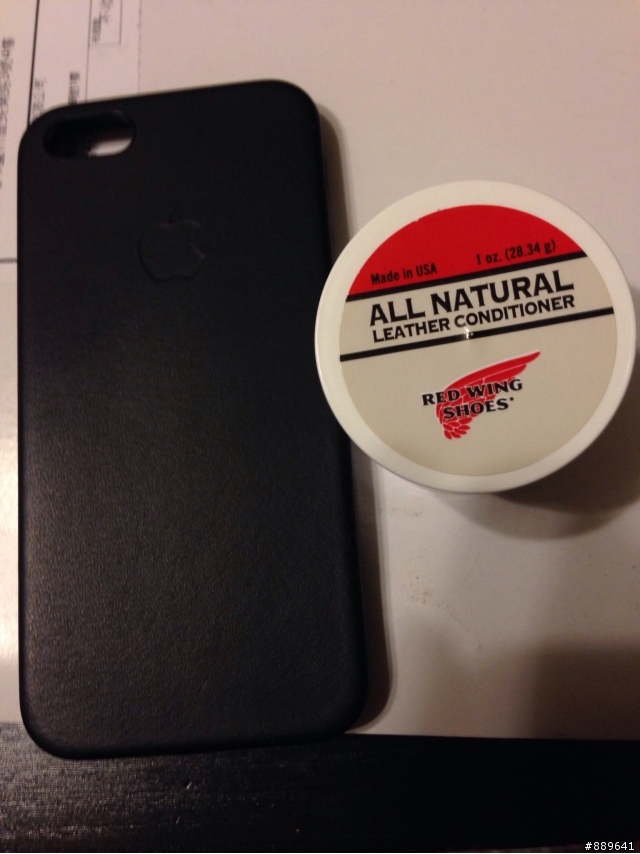 Made in USA
1 oz. (28.34 g)
ALL NATURAL
LEATHER CONDITIONER
RED WING
SHOES
#889641